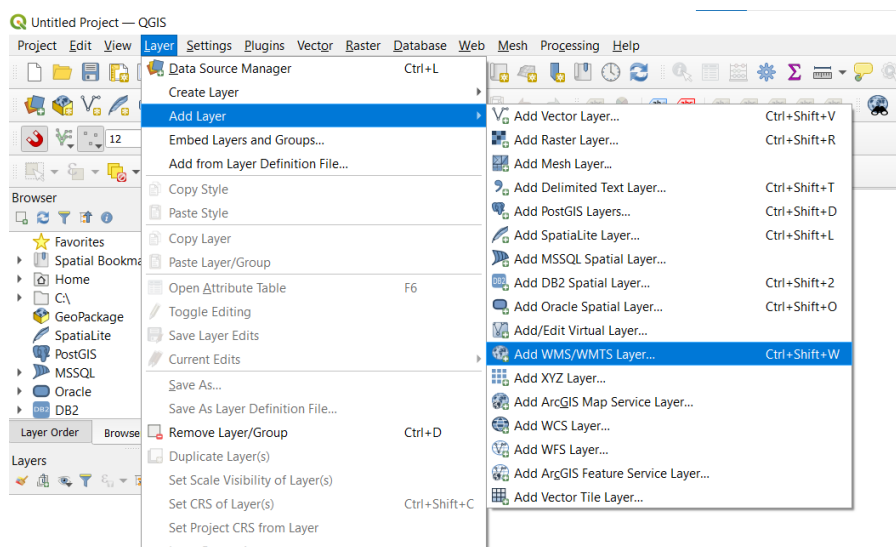 Untitled Project — QGIS
Project Edit View Layer Settings Plugins Vector Raster Database Web Mesh Processing Help
Data Source Manager Ctrl+L
Create Layer
Add Layer
Embed Layers and Groups...
Add from Layer Definition File...
Copy Style
Paste Style
Copy Layer
Paste Layer/Group
Open Attribute Table F6
Toggle Editing
Save Layer Edits
Current Edits
Save As...
Save As Layer Definition File...
Remove Layer/Group Ctrl+D
Duplicate Layer(s)
Set Scale Visibility of Layer(s)
Set CRS of Layer(s) Ctrl+Shift+C
Set Project CRS from Layer
Add Vector Layer... Ctrl+Shift+V
Add Raster Layer... Ctrl+Shift+R
Add Mesh Layer...
Add Delimited Text Layer... Ctrl+Shift+T
Add PostGIS Layers... Ctrl+Shift+D
Add SpatiaLite Layer... Ctrl+Shift+L
Add MSSQL Spatial Layer...
Add DB2 Spatial Layer... Ctrl+Shift+2
Add Oracle Spatial Layer... Ctrl+Shift+O
Add/Edit Virtual Layer...
Add WMS/WMTS Layer... Ctrl+Shift+W
Add XYZ Layer...
Add ArcGIS Map Service Layer...
Add WCS Layer...
Add WFS Layer...
Add ArcGIS Feature Service Layer...
Add Vector Tile Layer...
12
Browser
Favorites
Spatial Bookma
Home
C:\
GeoPackage
SpatiaLite
PostGIS
MSSQL
Oracle
DB2 DB2
Layer Order Browse
Layers